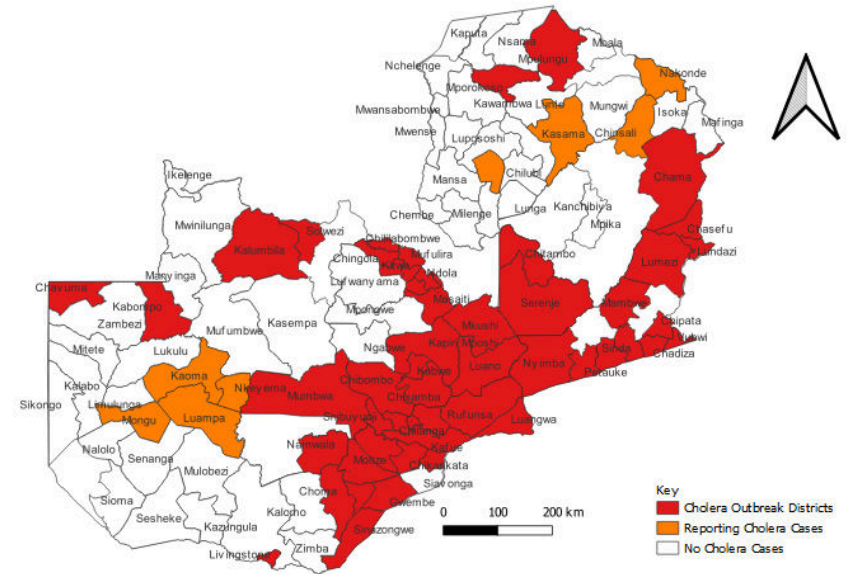 Kaputa
Nsama
Mbala
Mpulungu
Nchelenge
Nakonde
Mporokoso
Mwansabombwe
Kawambwa
Lunte
Mungwi
Isoka
Mafinga
Mwense
Lupososhi
Kasama
Chinsali
Mansa
Chilubi
Chama
Ikelenge
Chembe
Milenge
Lunga
Kanchibiya
Mpika
Mwinilunga
Solwezi
Chililabombwe
Chasefu
Kalumbila
Chingola
Mufulira
Chitambo
Lundazi
Kitwe
Lumezi
Manyinga
Lufwanyama
Ndola
Chavuma
Kabompo
Masaiti
Serenje
Mambwe
Zambezi
Mufumbwe
Kasempa
Mpongwe
Mkushi
Chipata
Mitete
Lukulu
Ngabwe
Kapiri Mposhi
Sinda
Vubwi
Chadiza
Kalabo
Kaoma
Nkeyema
Mumbwa
Chibombo
Kabwe
Luano
Nyimba
Petauke
Sikongo
Limulunga
Mongu
Luampa
Chisamba
Shibuyunji
Rufunsa
Luangwa
Chilanga
Nalolo
Senanga
Namwala
Monze
Kafue
Mulobezi
Chikankata
Siavonga
Sioma
Choma
Gwembe
Sesheke
Kalomo
Kazungula
Sinazongwe
Livingstone
Zimba
0
100
200 km
Key
Cholera Outbreak Districts
Reporting Cholera Cases
No Cholera Cases